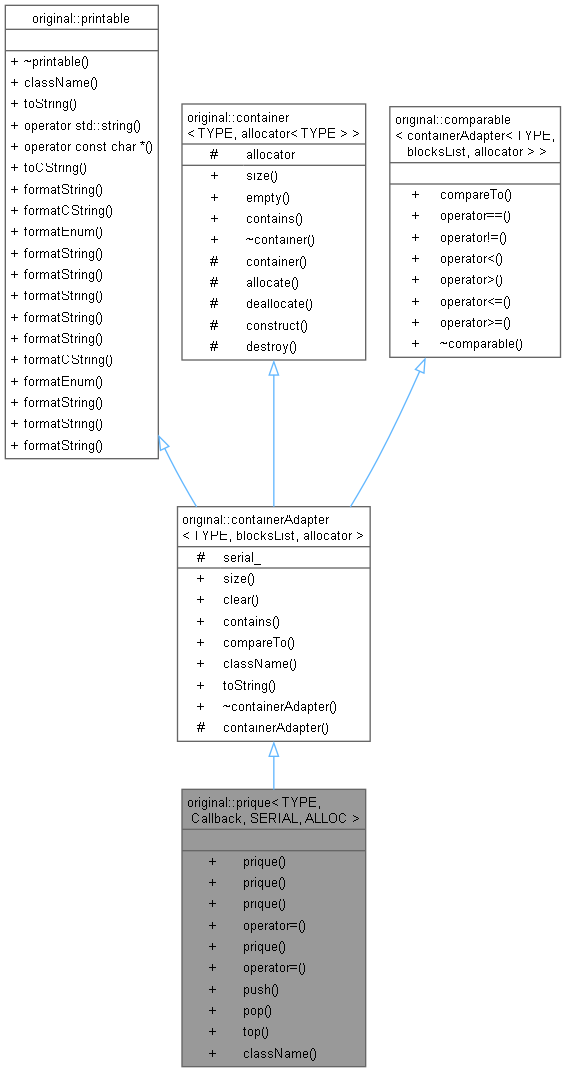 original::printable
+ ~printable()
+ className()
+ toString()
+ operator std::string()
+ operator const char *()
+ toCString()
+ formatString()
+ formatCString()
+ formatEnum()
+ formatString()
+ formatString()
+ formatString()
+ formatString()
+ formatString()
+ formatCString()
+ formatEnum()
+ formatString()
+ formatString()
+ formatString()
original::container
< TYPE, allocator< TYPE > >
# allocator
+ size()
+ empty()
+ contains()
+ ~container()
# container()
# allocate()
# deallocate()
# construct()
# destroy()
original::comparable
< containerAdapter< TYPE,
blocksList, allocator > >
+ compareTo()
+ operator==()
+ operator!=()
+ operator<()
+ operator>()
+ operator<=()
+ operator>=()
+ ~comparable()
original::containerAdapter
< TYPE, blocksList, allocator >
# serial_
+ size()
+ clear()
+ contains()
+ compareTo()
+ className()
+ toString()
+ ~containerAdapter()
# containerAdapter()
original::prique< TYPE,
Callback, SERIAL, ALLOC >
+ prique()
+ prique()
+ prique()
+ operator=()
+ prique()
+ operator=()
+ push()
+ pop()
+ top()
+ className()